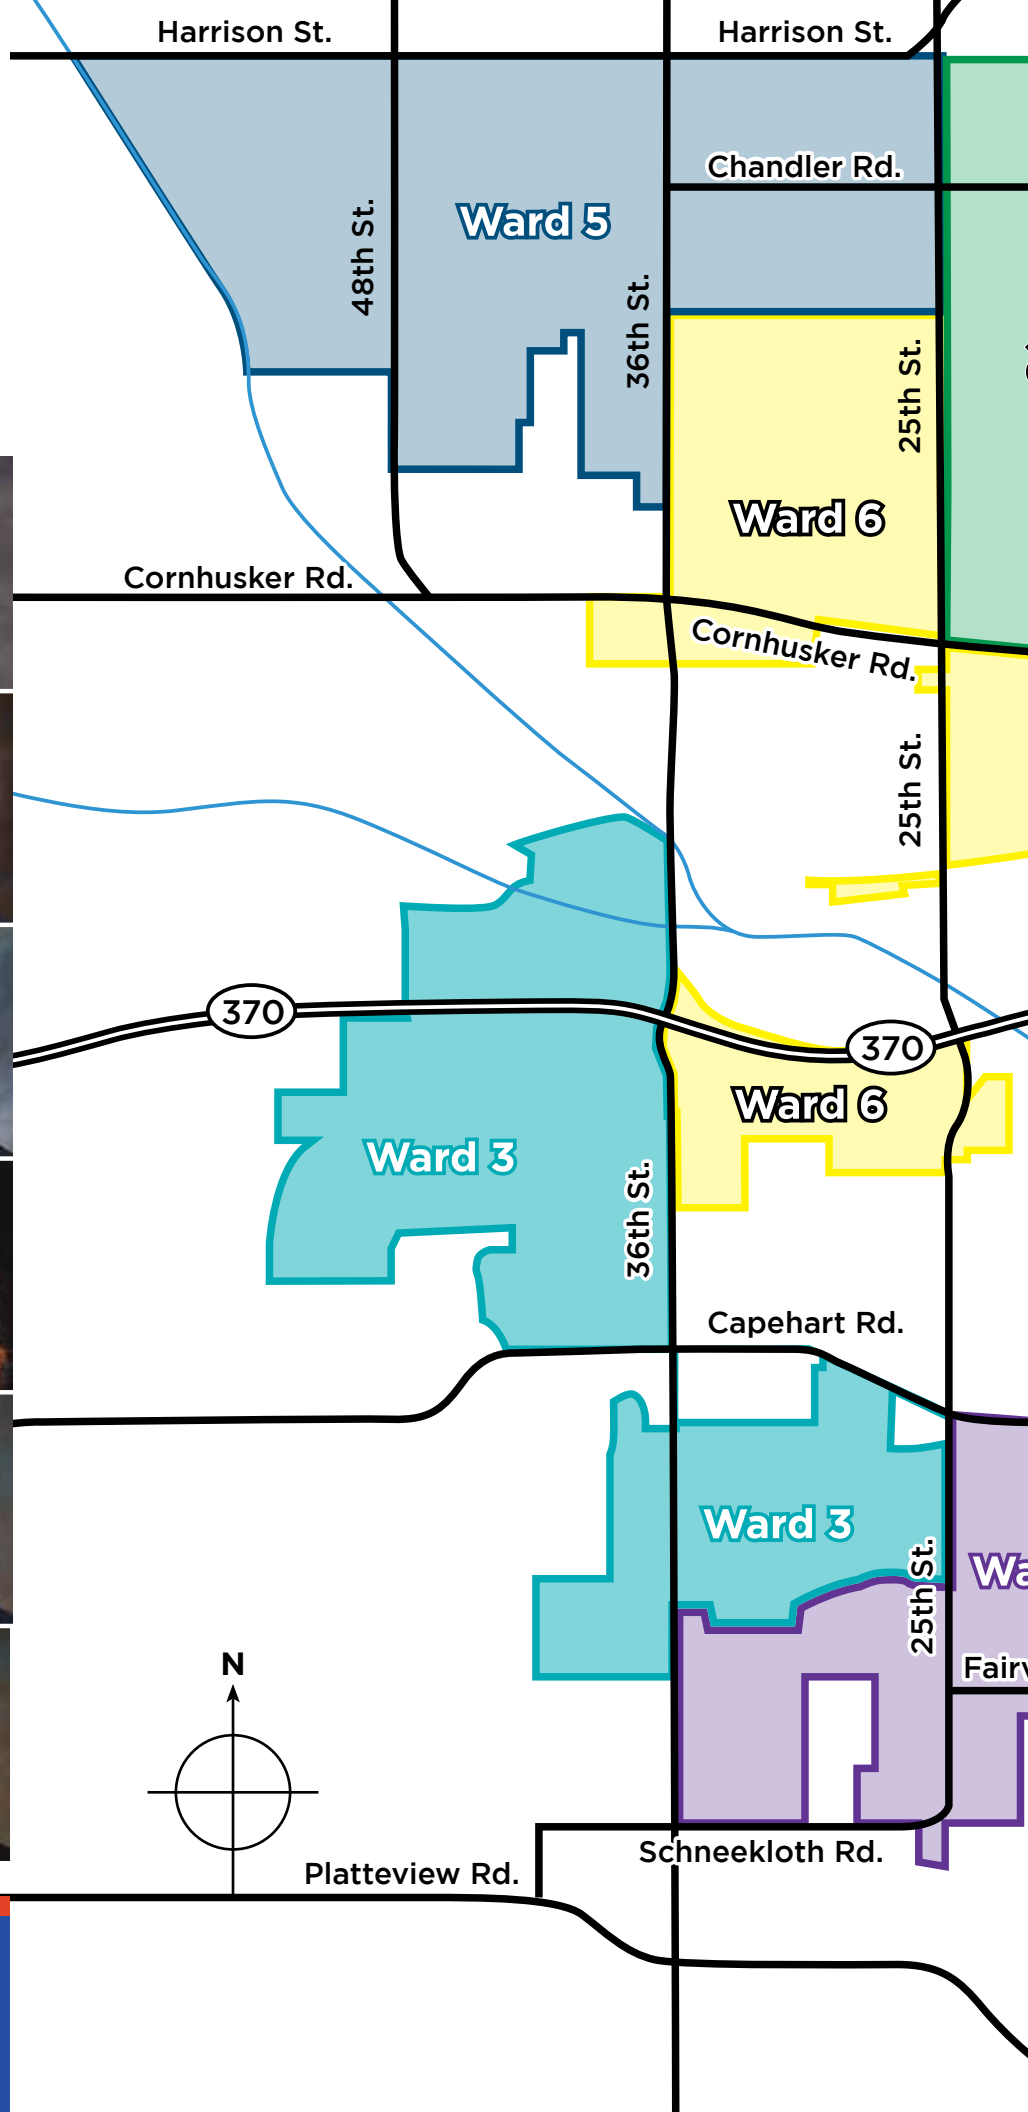 Harrison St.
Harrison St.
Chandler Rd.
48th St.
Ward 5
36th St.
25th St.
Ward 6
Cornhusker Rd.
Cornhusker Rd.
25th St.
370
370
Ward 6
Ward 3
36th St.
Capehart Rd.
Ward 3
25th St.
N
Schneekloth Rd.
Platteview Rd.